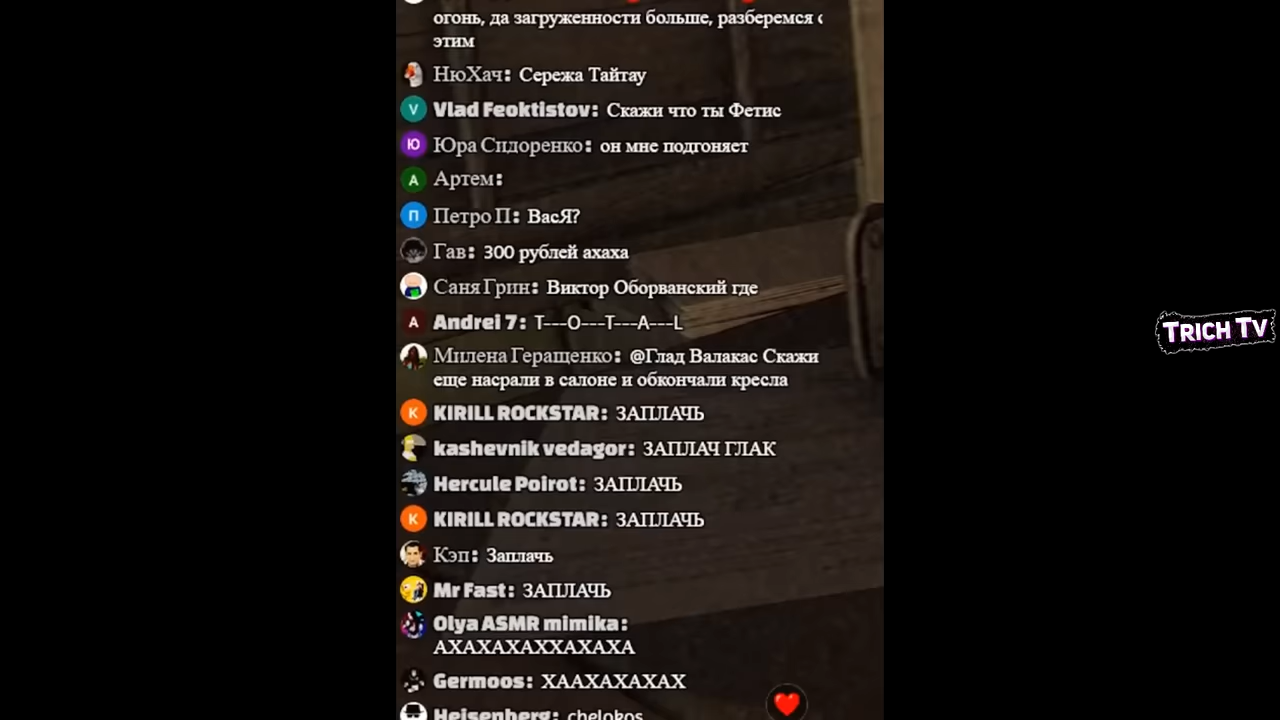 огонь, да загруженности больше, разберемся с
этим
НюХач: Сережа Тайтау
V Vlad Feoktistov: Скажи что ты Фетис
Ю Юра Сидоренко: он мне подгоняет
А Артем:
П Петро П: ВасЯ?
Гав: 300 рублей ахаха
Саня Грин: Виктор Оборванский где
A Andrei 7: T---O---T---A---L
TRICH TV
Милена Геращенко: @Глад Валакас Скажи
еще насрали в салоне и обкончали кресла
K KIRILL ROCKSTAR: ЗАПЛАЧЬ
kashevnik vedagor: ЗАПЛАЧ ГЛАК
Hercule Poirot: ЗАПЛАЧЬ
K KIRILL ROCKSTAR: ЗАПЛАЧЬ
Кэп: Заплачь
Mr Fast: ЗАПЛАЧЬ
Olya ASMR mimika:
АХАХАХАХХАХАХА
Germoos: ХААХАХАХАХ
Heisenberg: chelokos